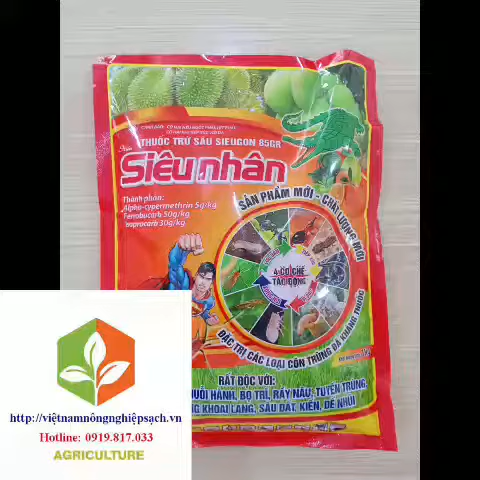 THUỐC TRỪ SÂU SIEUGON 85GR
Siêu nhân
Thành phần:
Alpha-cypermethrin 5g/kg
Fenobucarb 50g/kg
Isoprocarb 30g/kg
SẢN PHẨM MỚI - CHẤT LƯỢNG MỚI
4 CƠ CHẾ
TÁC ĐỘNG
ĐẶC TRỊ CÁC LOẠI CÔN TRÙNG ĐÃ KHÁNG THUỐC
RẤT ĐỘC VỚI:
HÀNH, BỌ TRĨ, RẦY NÂU, TUYẾN TRÙNG,
KHOAI LANG, SÂU ĐẤT, KIẾN, DẾ NHŨI
http://việtnamnôngnghiệpsạch.vn
Hotline: 0919.817.033
AGRICULTURE